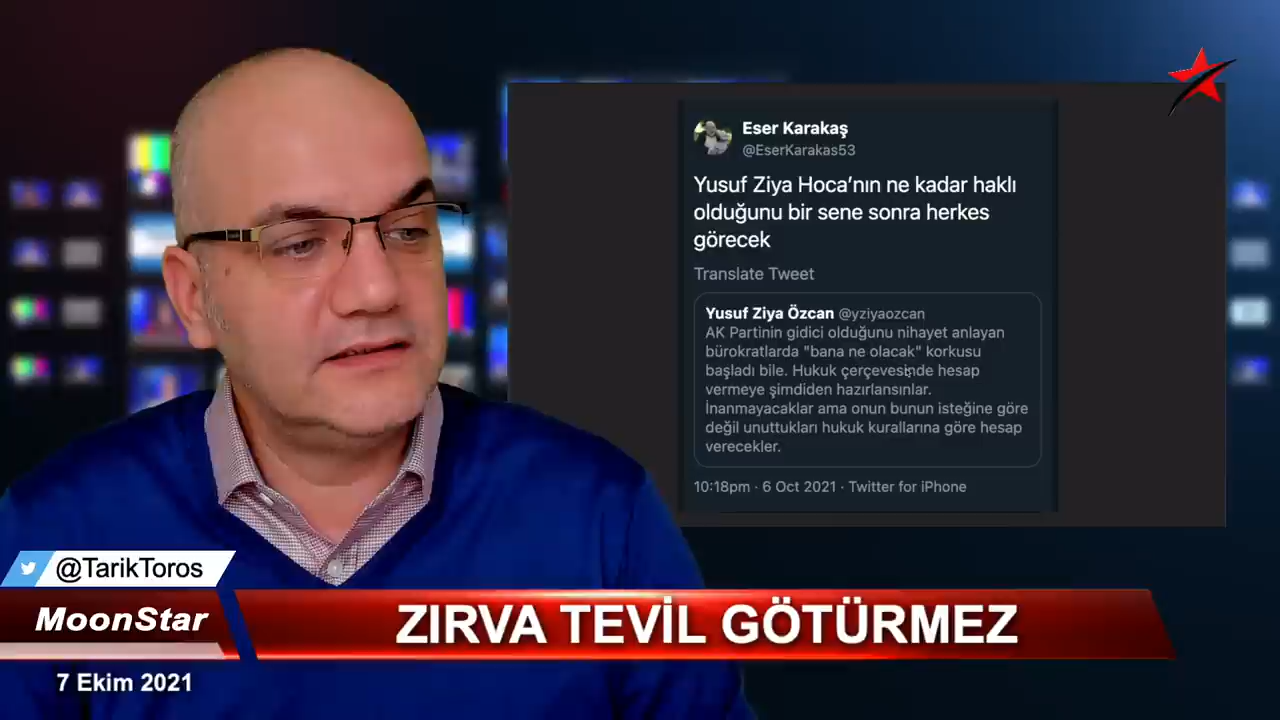 Eser Karakaş
@EserKarakas53
Yusuf Ziya Hoca'nın ne kadar haklı
olduğunu bir sene sonra herkes
görecek
Translate Tweet
Yusuf Ziya Özcan @yziyaozcan
AK Partinin gidici olduğunu nihayet anlayan
bürokratlarda "bana ne olacak" korkusu
başladı bile. Hukuk çerçevesinde hesap
vermeye şimdiden hazırlansınlar.
İnanmayacaklar ama onun bunun isteğine göre
değil unuttukları hukuk kurallarına göre hesap
verecekler.
10:18pm · 6 Oct 2021 · Twitter for iPhone
@TarikToros
MoonStar
ZIRVA TEVİL GÖTÜRMEZ
7 Ekim 2021